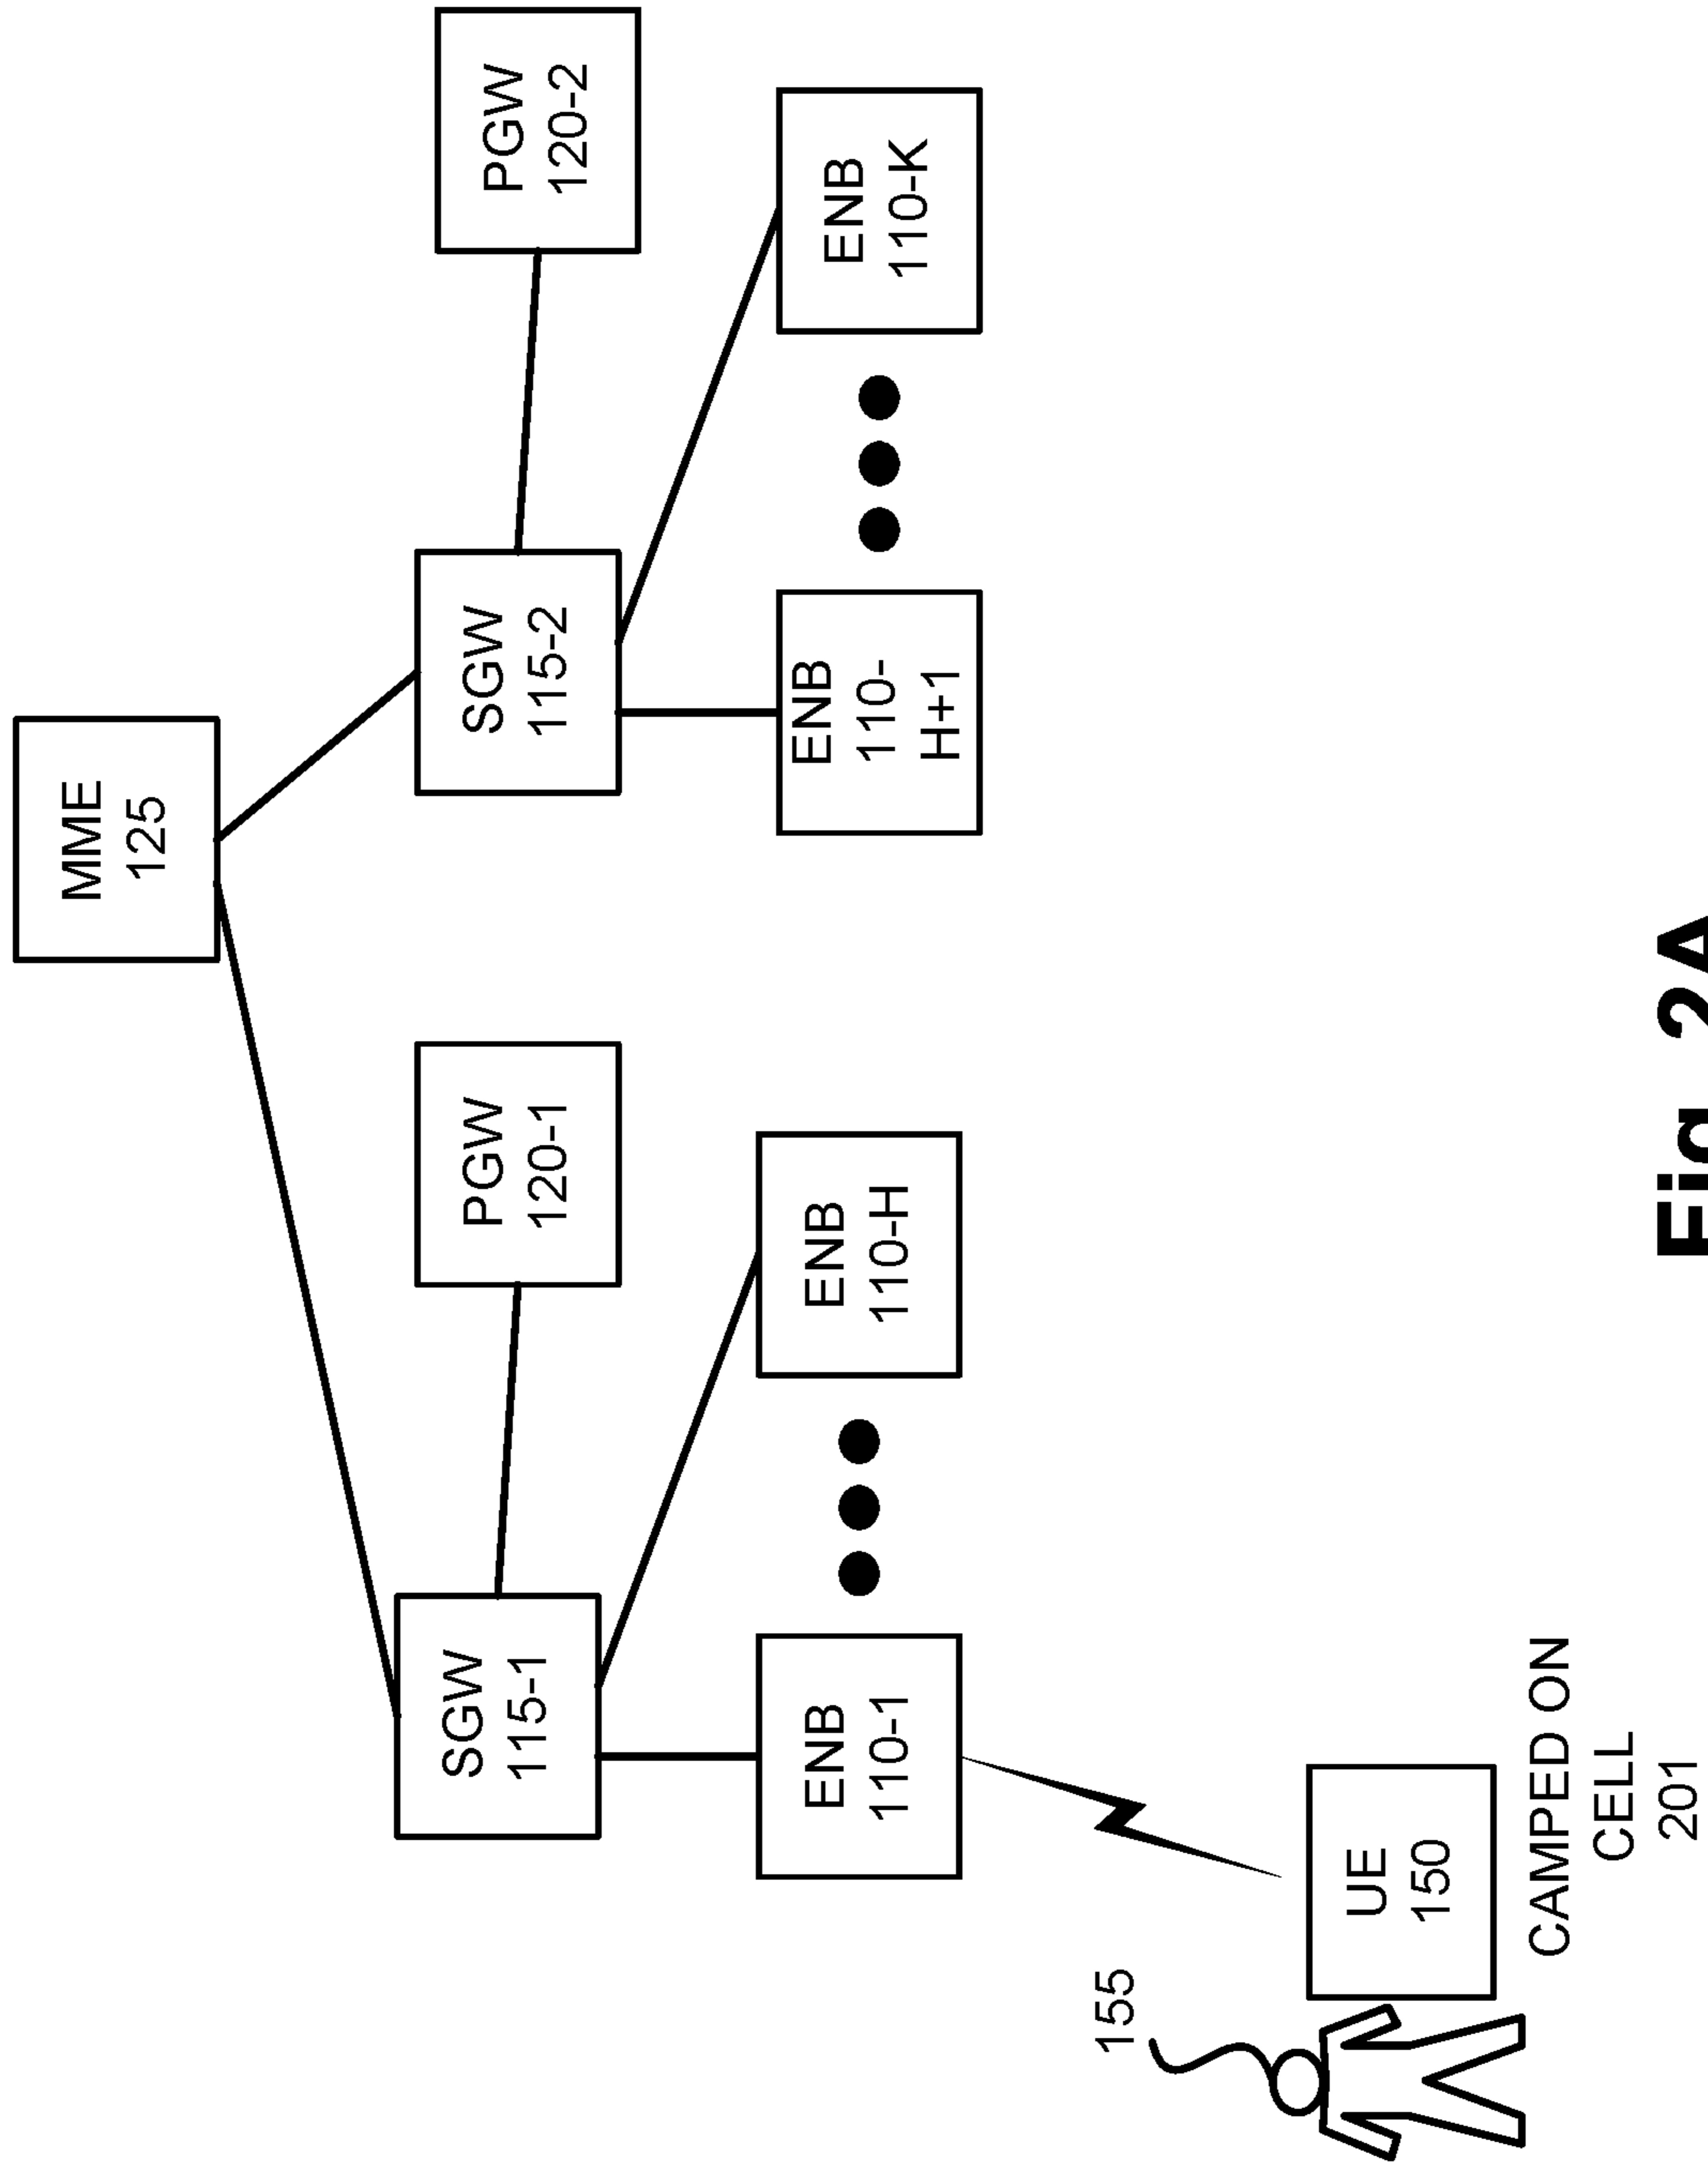 MME
125
SGW
115-1
PGW
120-1
SGW
115-2
PGW
120-2
ENB
110-1
ENB
110-H
ENB
110-
H+1
ENB
110-K
155
UE
150
CAMPED ON
CELL
201
Fig. 2A